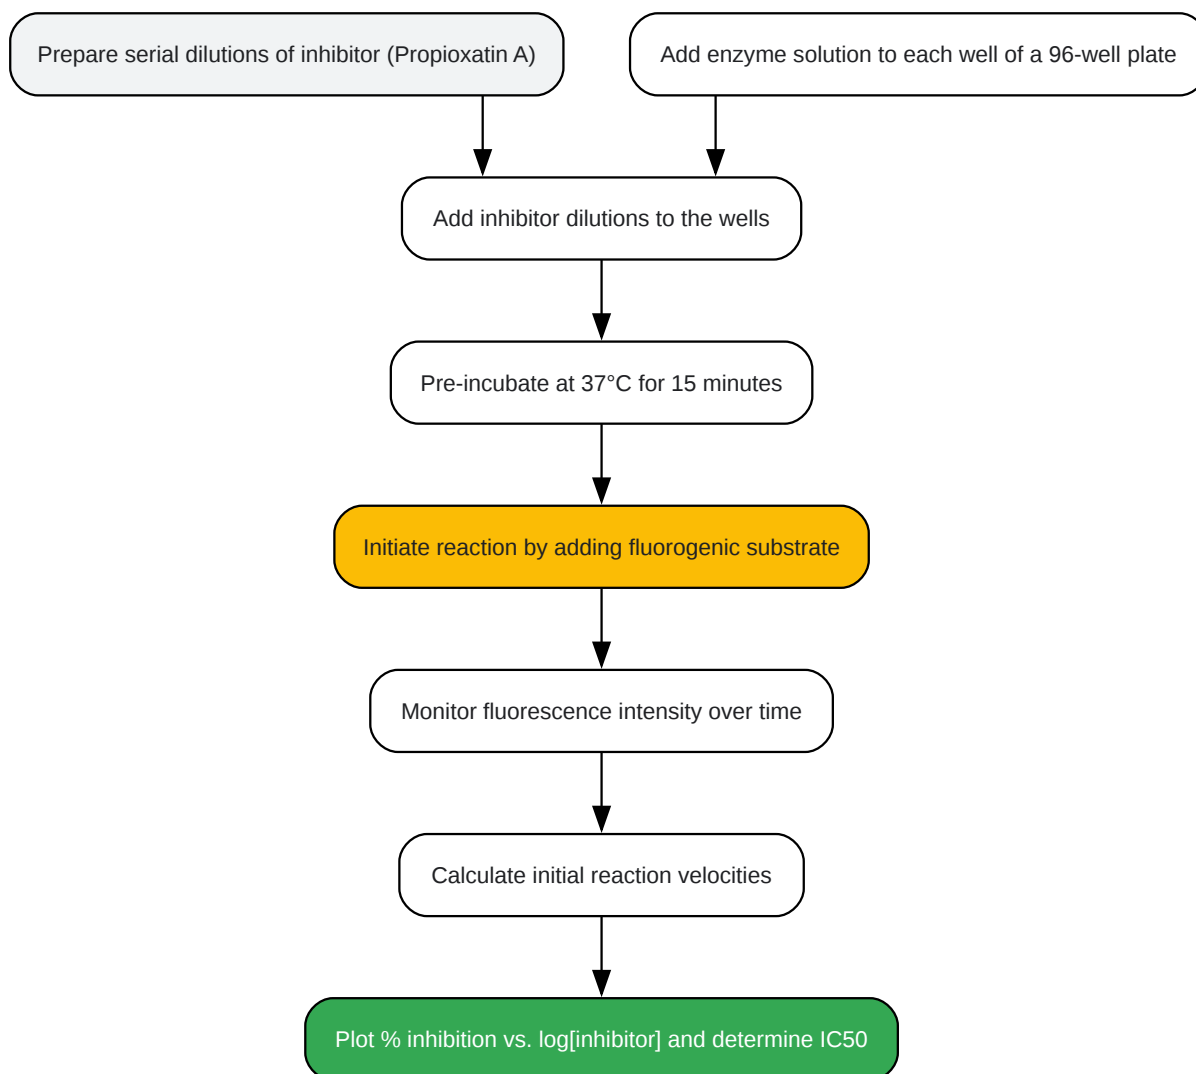 Prepare serial dilutions of inhibitor (Propioxatin A)
Add enzyme solution to each well of a 96-well plate
Add inhibitor dilutions to the wells
Pre-incubate at 37°C for 15 minutes
Initiate reaction by adding fluorogenic substrate
Monitor fluorescence intensity over time
Calculate initial reaction velocities
Plot % inhibition vs. log[inhibitor] and determine IC50